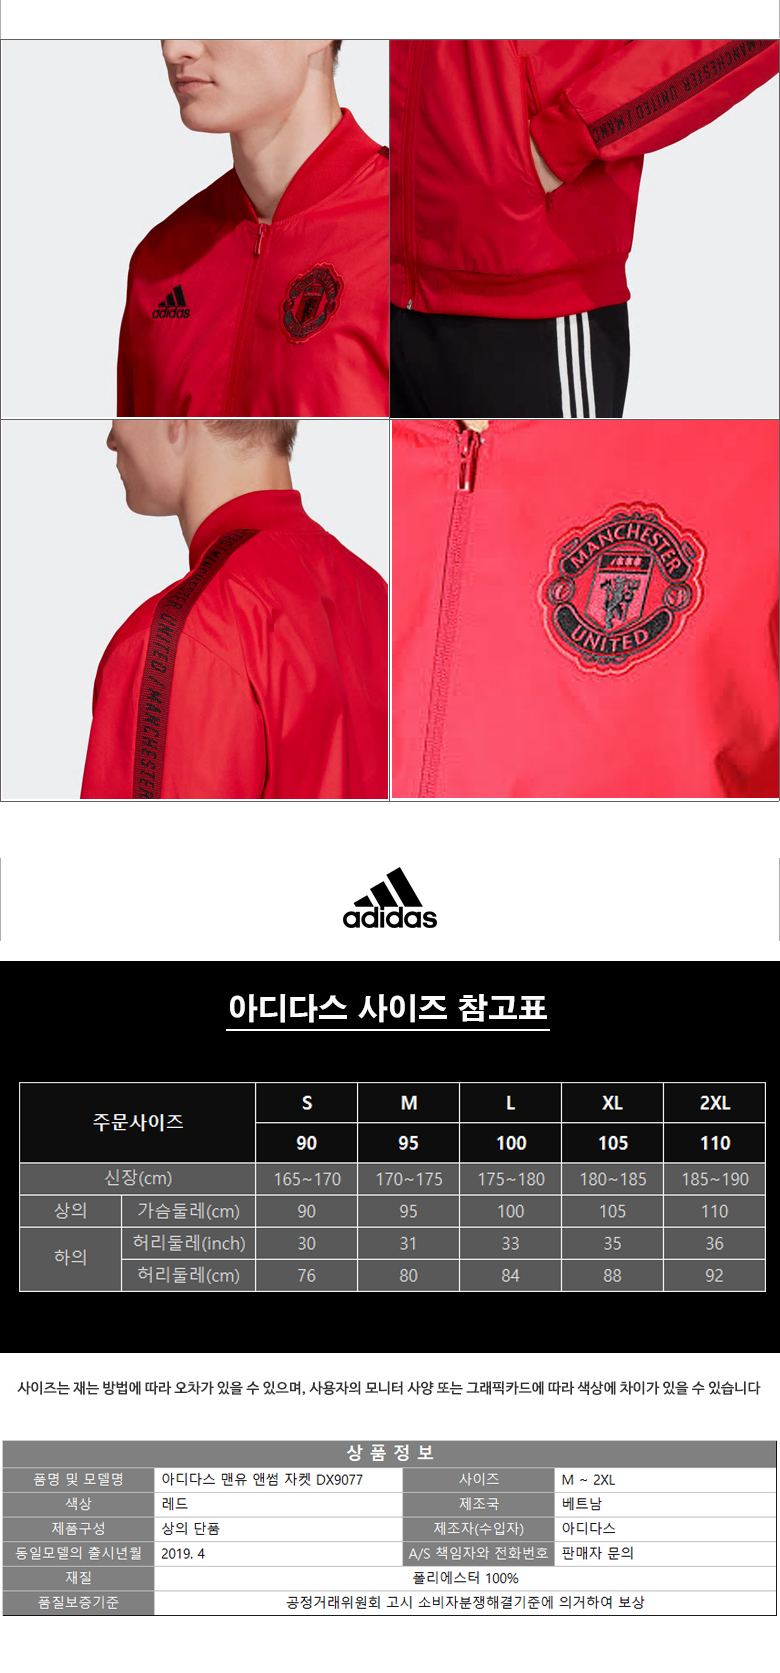 adidas
MANCHESTER UNITED / MANC
MANCHESTER UNITED / MANCHESTER
MANCHESTER
UNITED
adidas
아디다스 사이즈 참고표
주문사이즈 S M L XL 2XL
90 95 100 105 110
신장(cm) 165~170 170~175 175~180 180~185 185~190
상의 가슴둘레(cm) 90 95 100 105 110
하의 허리둘레(inch) 30 31 33 35 36
허리둘레(cm) 76 80 84 88 92
사이즈는 재는 방법에 따라 오차가 있을 수 있으며, 사용자의 모니터 사양 또는 그래픽카드에 따라 색상에 차이가 있을 수 있습니다
상 품 정 보
품명 및 모델명 아디다스 맨유 앤썸 자켓 DX9077 사이즈 M ~ 2XL
색상 레드 제조국 베트남
제품구성 상의 단품 제조자(수입자) 아디다스
동일모델의 출시년월 2019. 4 A/S 책임자와 전화번호 판매자 문의
재질 폴리에스터 100%
품질보증기준 공정거래위원회 고시 소비자분쟁해결기준에 의거하여 보상